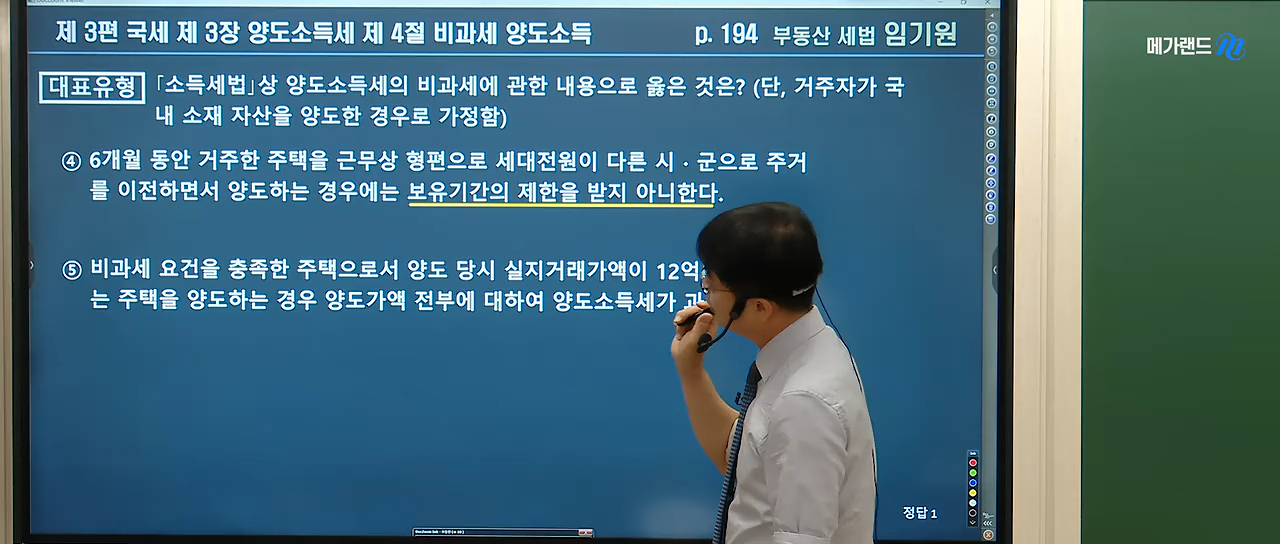 제 3편 국세 제 3장 양도소득세 제 4절 비과세 양도소득
p. 194 부동산 세법 임기원
메가랜드
대표유형 「소득세법」상 양도소득세의 비과세에 관한 내용으로 옳은 것은? (단, 거주자가 국
내 소재 자산을 양도한 경우로 가정함)
④ 6개월 동안 거주한 주택을 근무상 형편으로 세대전원이 다른 시 · 군으로 주거
를 이전하면서 양도하는 경우에는 보유기간의 제한을 받지 아니한다.
⑤ 비과세 요건을 충족한 주택으로서 양도 당시 실지거래가액이 12억
는 주택을 양도하는 경우 양도가액 전부에 대하여 양도소득세가 과
정답 1